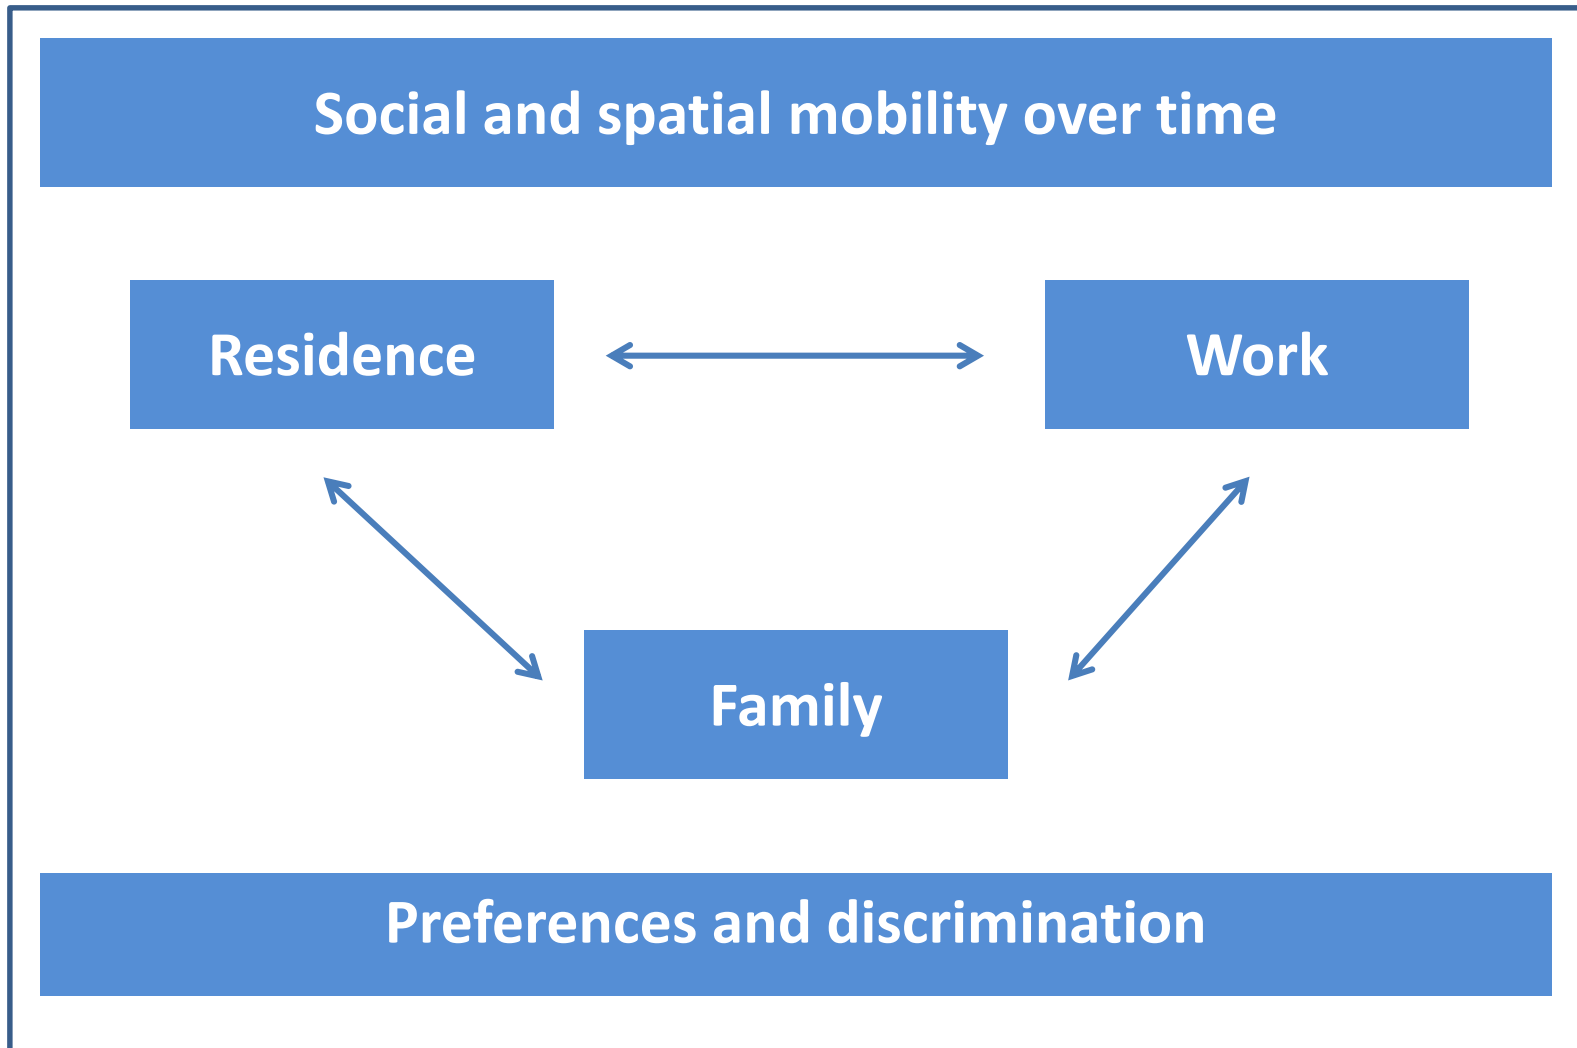 Social and spatial mobility over time
Residence
Work
Family
Preferences and discrimination